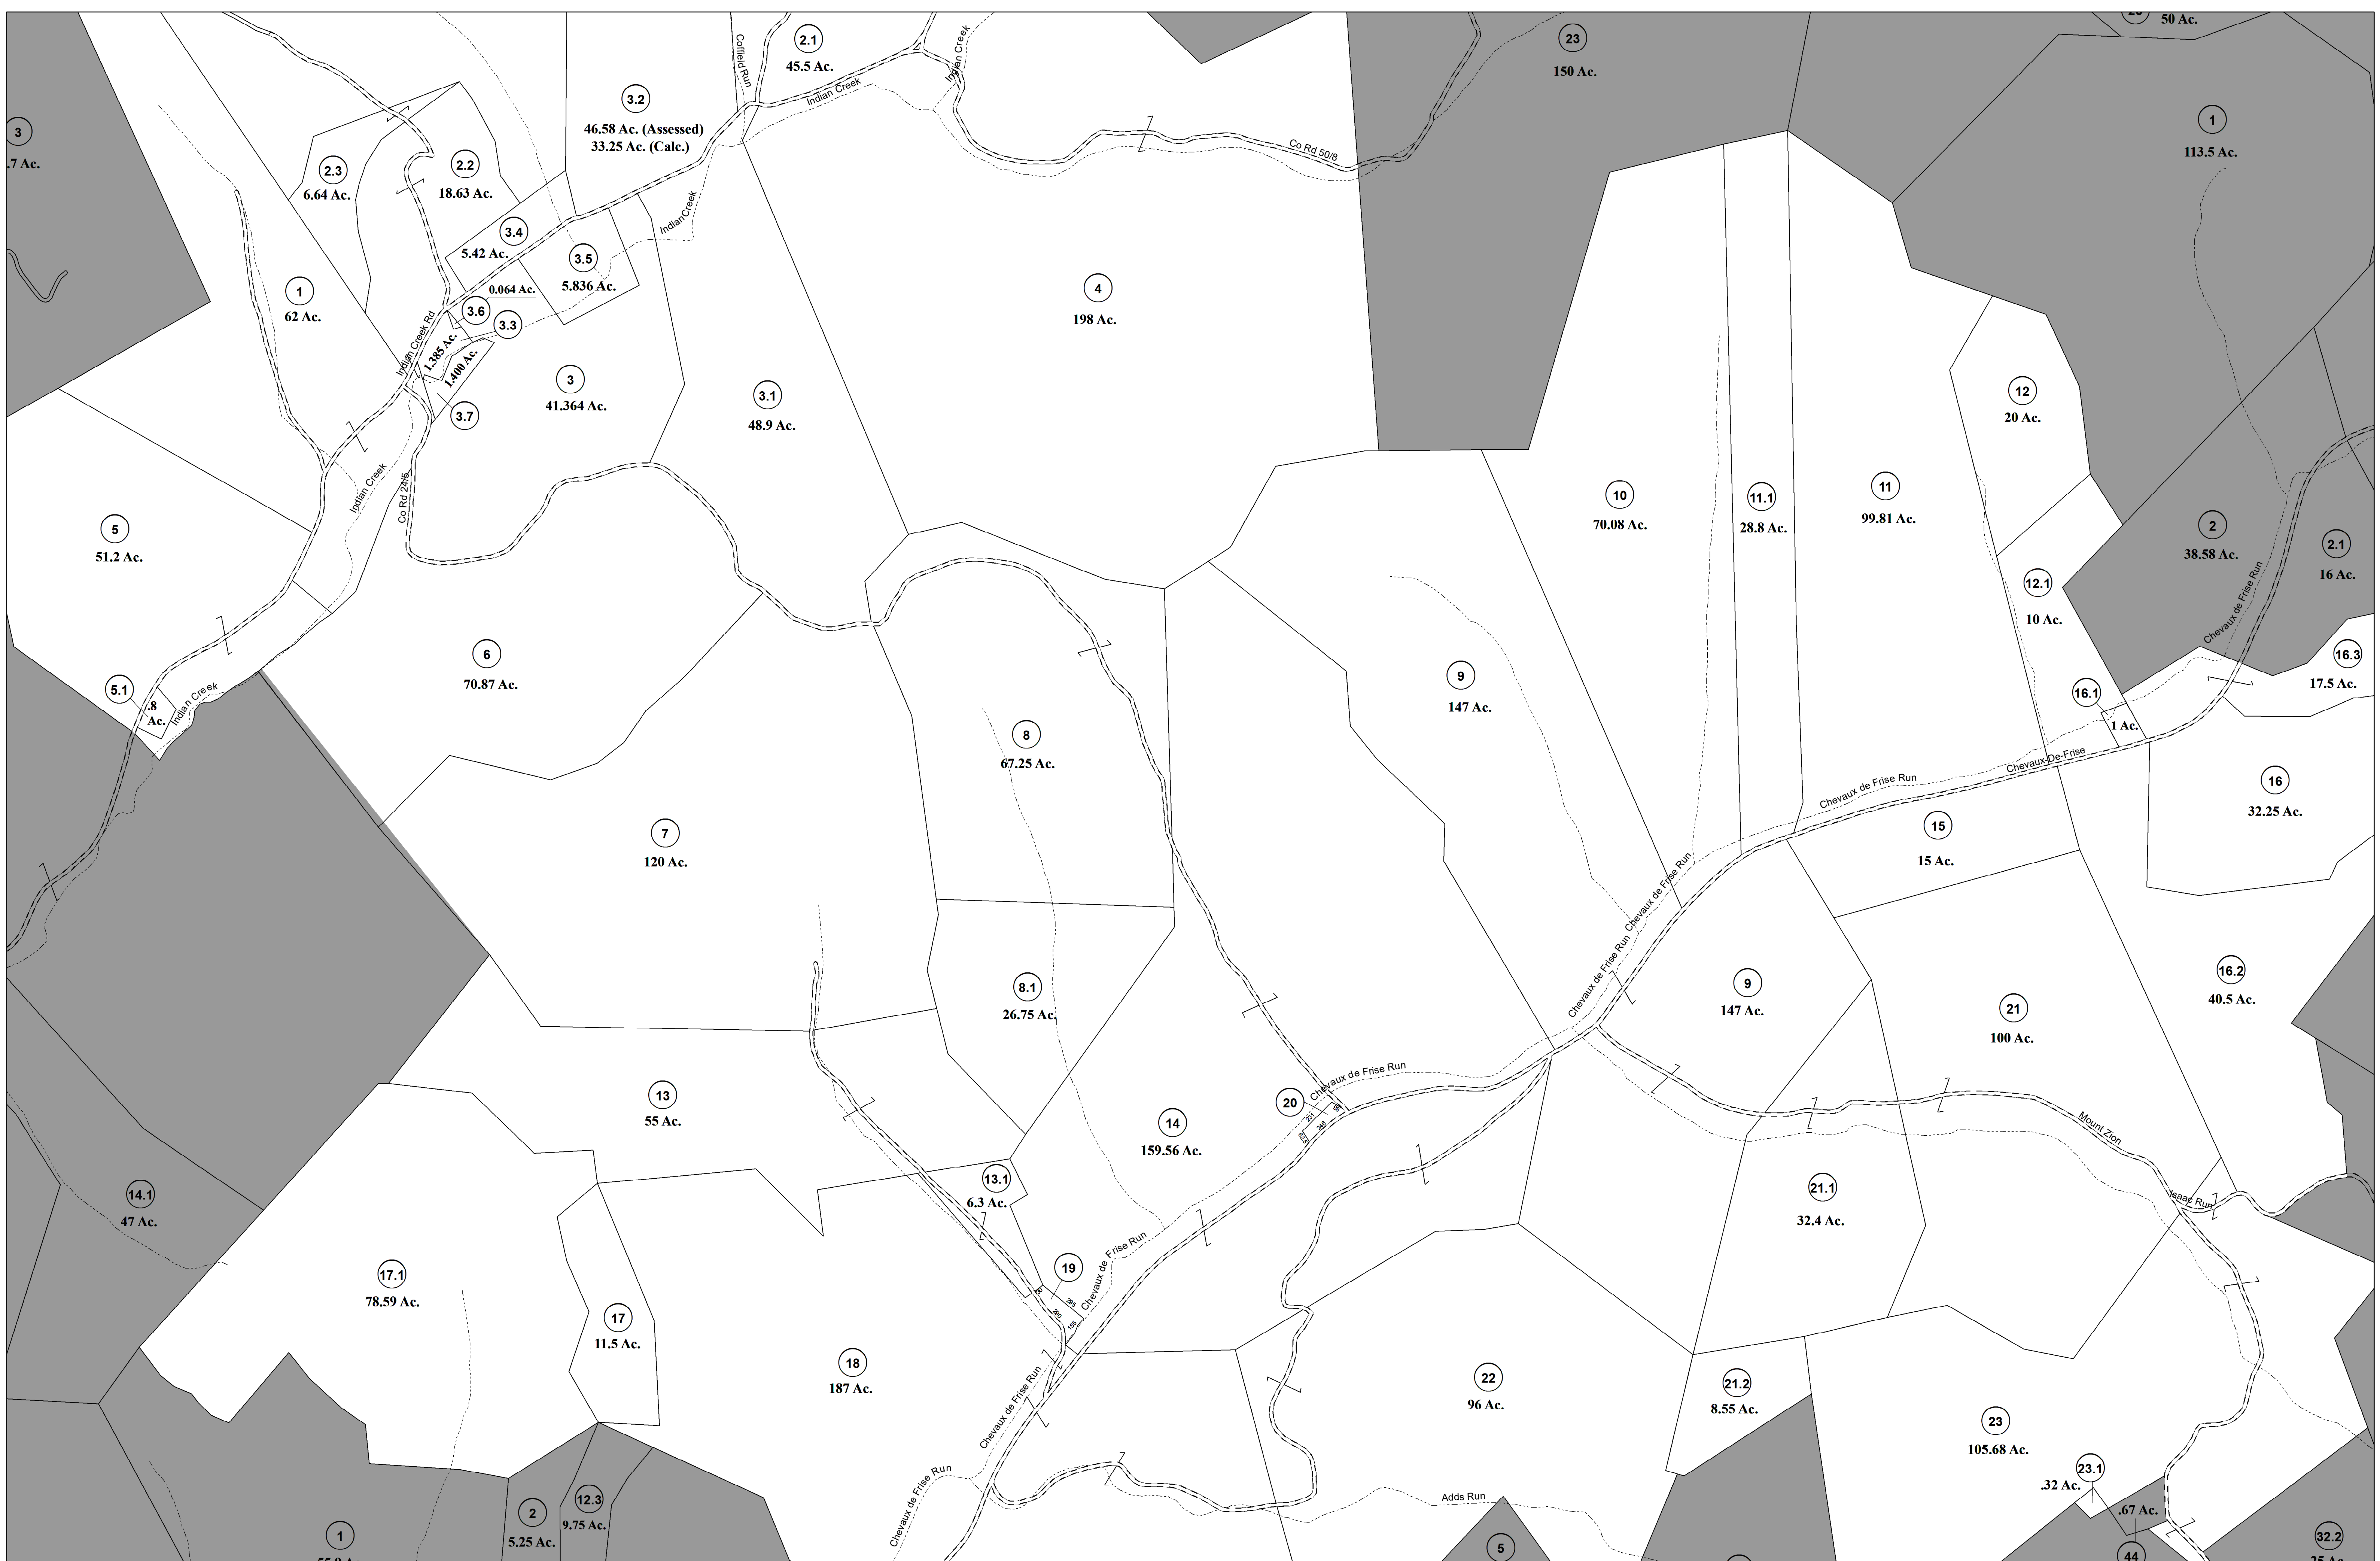 50 Ac.
23
150 Ac.
2.1
45.5 Ac.
Coffield Run
Indian Creek
Indian Creek
3.2
46.58 Ac. (Assessed)
33.25 Ac. (Calc.)
Co Rd 50/8
1
113.5 Ac.
3
.7 Ac.
2.3
6.64 Ac.
2.2
18.63 Ac.
Indian Creek
3.4
5.42 Ac.
3.5
5.836 Ac.
0.064 Ac.
3.6
3.3
1
62 Ac.
Indian Creek Rd
1.385 Ac.
1.400 Ac.
3.7
3
41.364 Ac.
3.1
48.9 Ac.
4
198 Ac.
Indian Creek
Co Rd 24/5
5
51.2 Ac.
10
70.08 Ac.
11.1
28.8 Ac.
11
99.81 Ac.
12
20 Ac.
12.1
10 Ac.
2
38.58 Ac.
2.1
16 Ac.
Chevaux de Frise Run
16.3
17.5 Ac.
16.1
1 Ac.
6
70.87 Ac.
5.1
.8
Ac.
Indian Creek
8
67.25 Ac.
9
147 Ac.
Chevaux-De-Frise
Chevaux de Frise Run
16
32.25 Ac.
7
120 Ac.
15
15 Ac.
Chevaux de Frise Run
Chevaux de Frise Run
8.1
26.75 Ac.
9
147 Ac.
21
100 Ac.
16.2
40.5 Ac.
13
55 Ac.
Chevaux de Frise Run
20
231
246
14
159.56 Ac.
Mount Zion
Isaac Run
14.1
47 Ac.
13.1
6.3 Ac.
21.1
32.4 Ac.
Chevaux de Frise Run
19
295
290
155
17.1
78.59 Ac.
17
11.5 Ac.
18
187 Ac.
22
96 Ac.
21.2
8.55 Ac.
23
105.68 Ac.
23.1
.32 Ac.
.67 Ac.
44
Chevaux de Frise Run
Chevaux de Frise Run
Adds Run
5
1
2
5.25 Ac.
12.3
9.75 Ac.
32.2